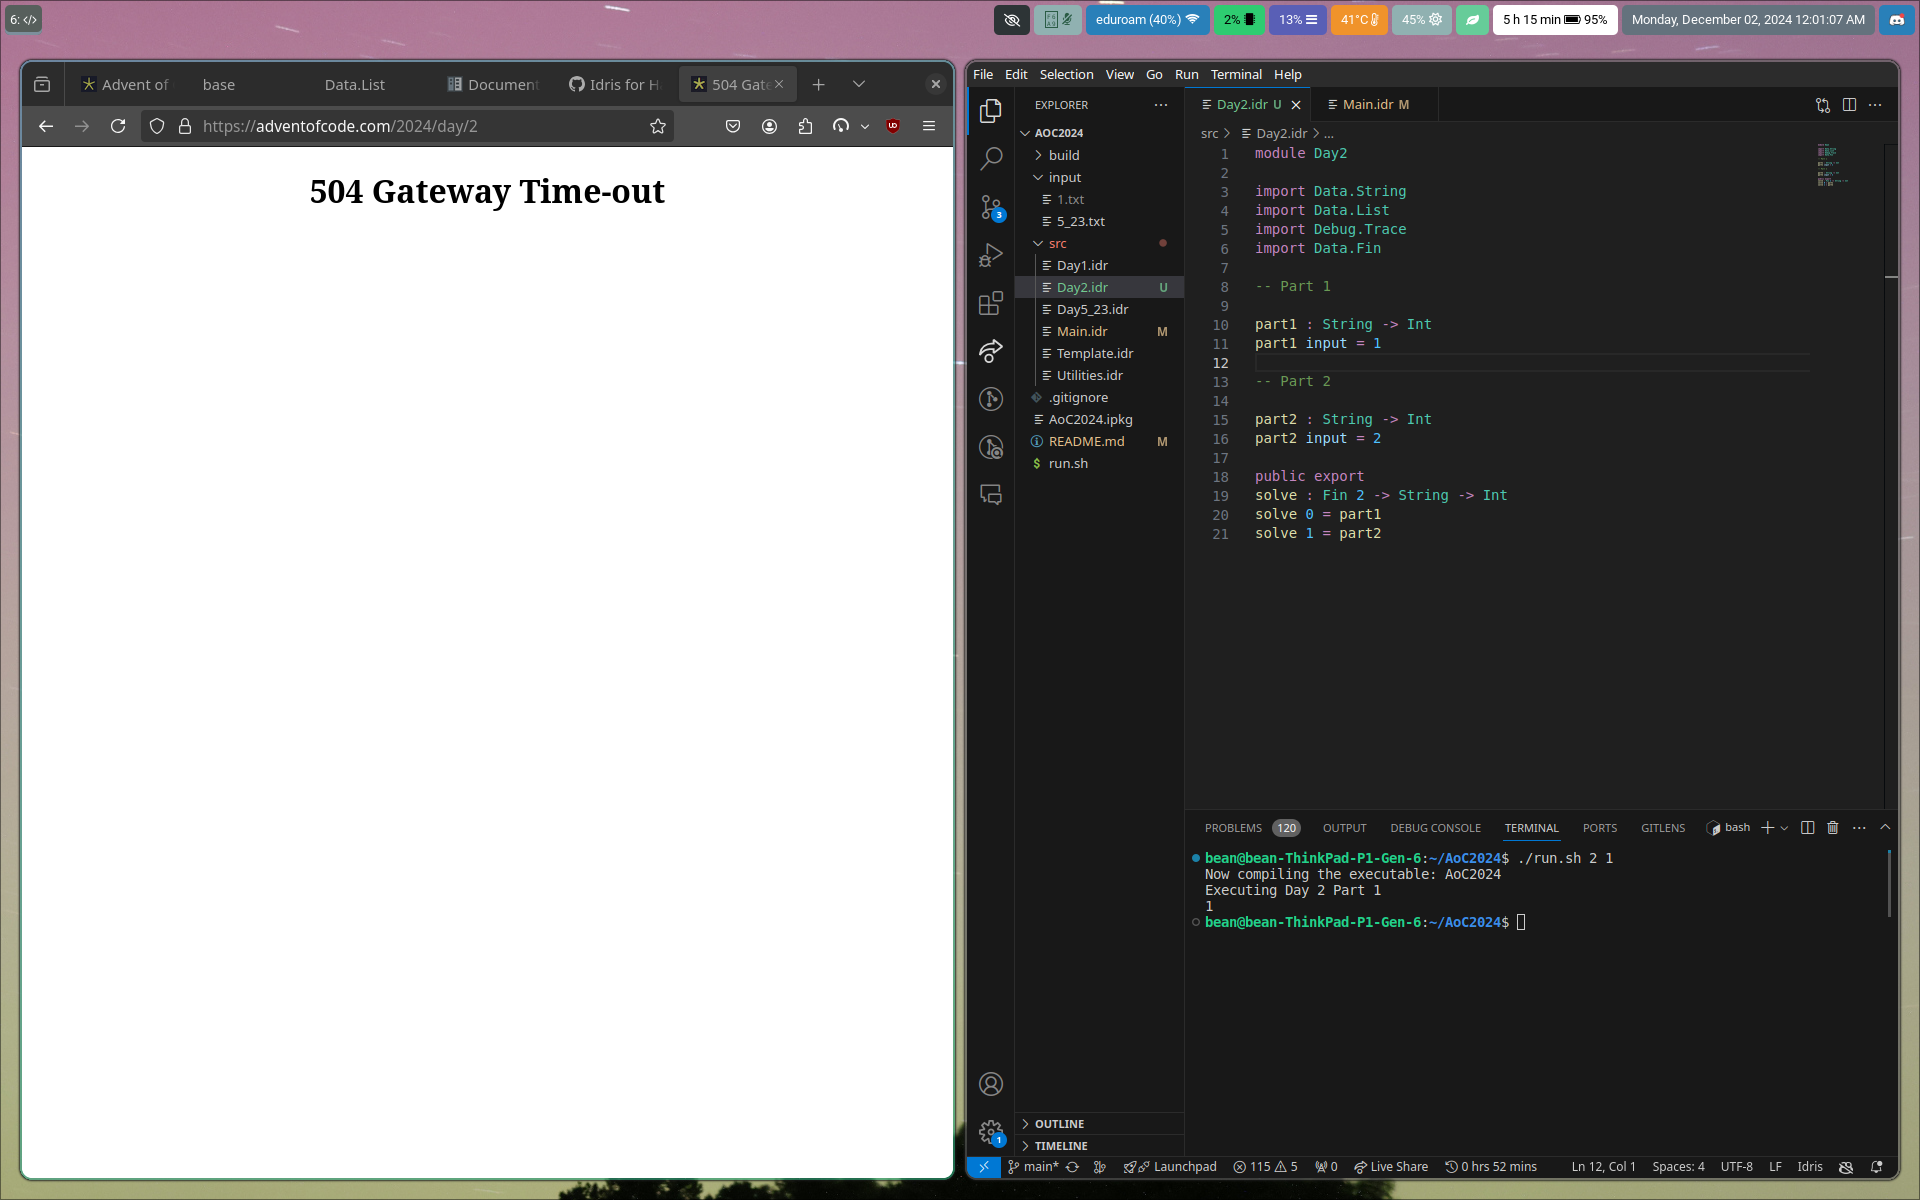 6: </>
eduroam (40%)
2%
13%
41°C
45%
5 h 15 min
95%
Monday, December 02, 2024 12:01:07 AM
Advent of
base
Data.List
Document
Idris for H
504 Gate
https://adventofcode.com/2024/day/2
504 Gateway Time-out
File Edit Selection View Go Run Terminal Help
EXPLORER
AOC2024
build
input
1.txt
5_23.txt
src
Day1.idr
Day2.idr U
Day5_23.idr
Main.idr M
Template.idr
Utilities.idr
.gitignore
AoC2024.ipkg
README.md M
$ run.sh
3
1
OUTLINE
TIMELINE
Day2.idr U
Main.idr M
src > Day2.idr > ...
1 module Day2
2
3 import Data.String
4 import Data.List
5 import Debug.Trace
6 import Data.Fin
7
8 -- Part 1
9
10 part1 : String -> Int
11 part1 input = 1
12
13 -- Part 2
14
15 part2 : String -> Int
16 part2 input = 2
17
18 public export
19 solve : Fin 2 -> String -> Int
20 solve 0 = part1
21 solve 1 = part2
PROBLEMS 120 OUTPUT DEBUG CONSOLE TERMINAL PORTS GITLENS bash
bean@bean-ThinkPad-P1-Gen-6:~/AoC2024$ ./run.sh 2 1
Now compiling the executable: AoC2024
Executing Day 2 Part 1
1
bean@bean-ThinkPad-P1-Gen-6:~/AoC2024$
main* Launchpad 115 5 0 Live Share 0 hrs 52 mins Ln 12, Col 1 Spaces: 4 UTF-8 LF Idris